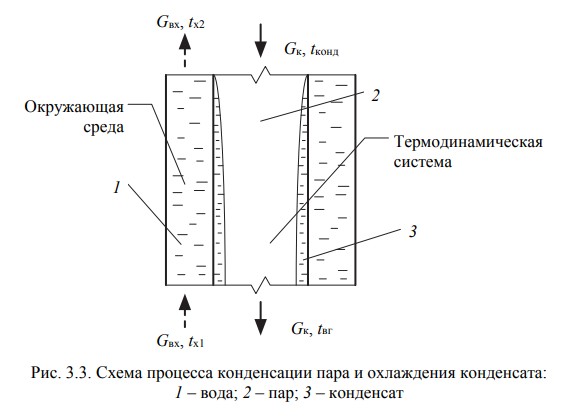 Gвх, tх2
Gк, tконд
2
Окружающая
среда
Термодинамическая
система
1
3
Gвх, tх1
Gк, tвг
Рис. 3.3. Схема процесса конденсации пара и охлаждения конденсата:
1 – вода; 2 – пар; 3 – конденсат